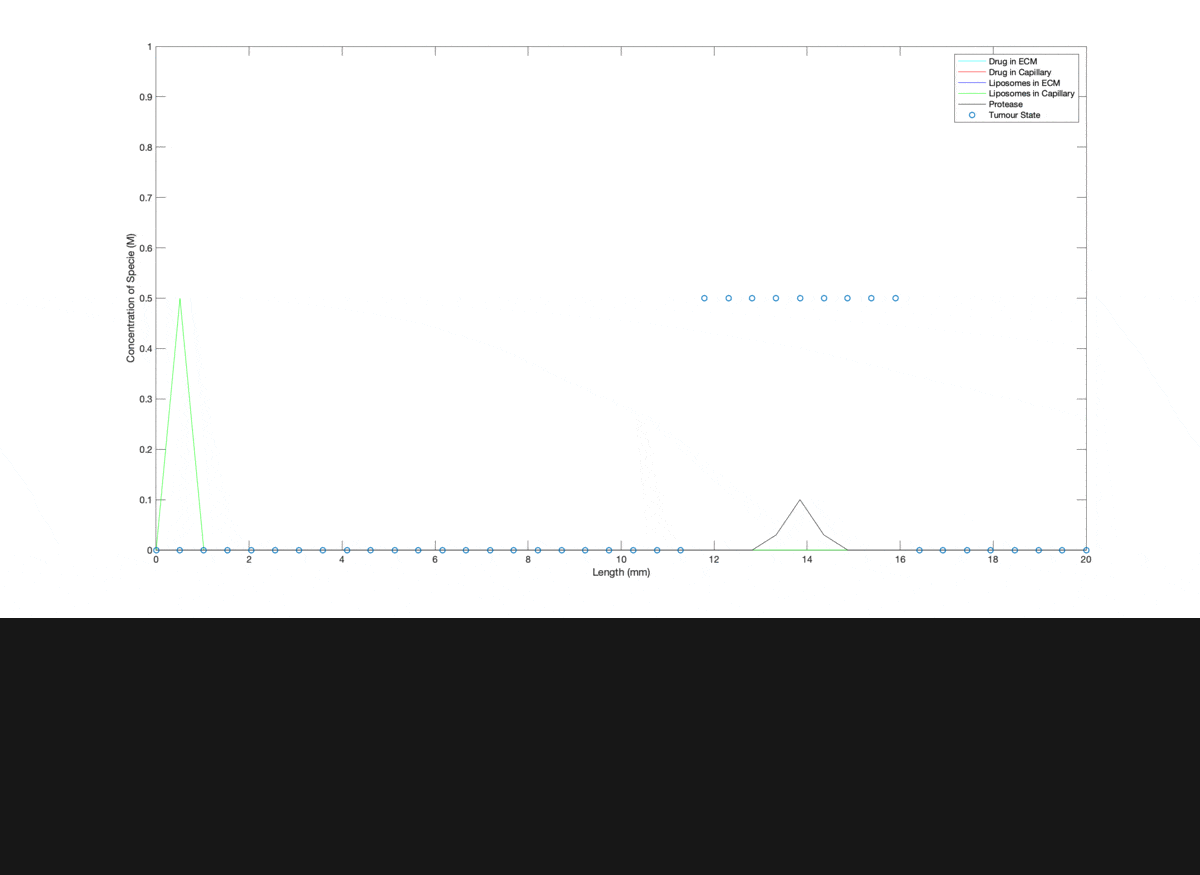 1
0.9
0.8
0.7
0.6
0.5
0.4
0.3
0.2
0.1
0
Concentration of Specie (M)
Drug in ECM
Drug in Capillary
Liposomes in ECM
Liposomes in Capillary
Protease
Tumour State
0 2 4 6 8 10 12 14 16 18 20
Length (mm)